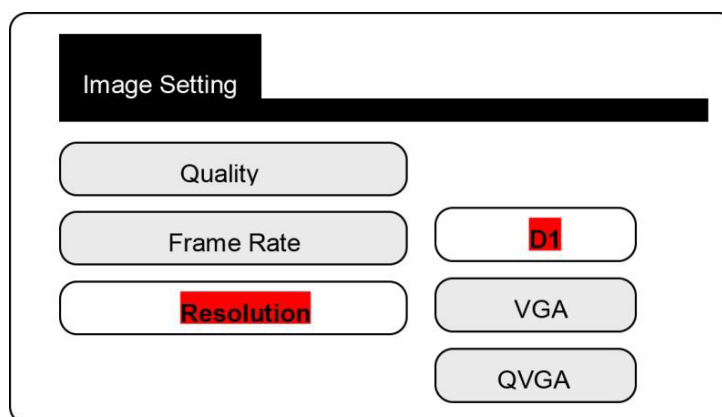 Image Setting
Quality
Frame Rate
Resolution
D1
VGA
QVGA